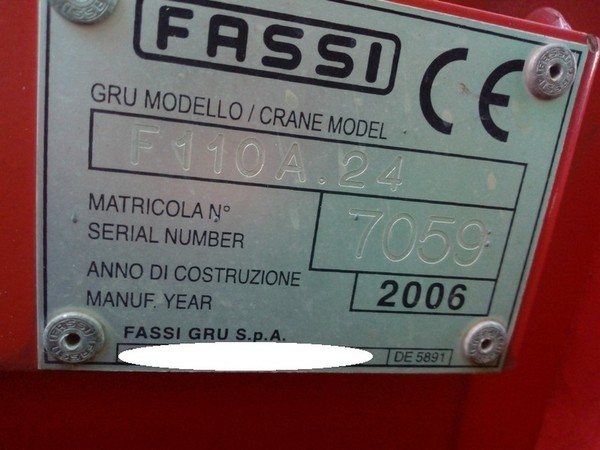 FASSI
CE
GRU MODELLO / CRANE MODEL
F110A.24
MATRICOLA N°
SERIAL NUMBER
7059
ANNO DI COSTRUZIONE
MANUF. YEAR
2006
FASSI GRU S.p.A.
DE 5891